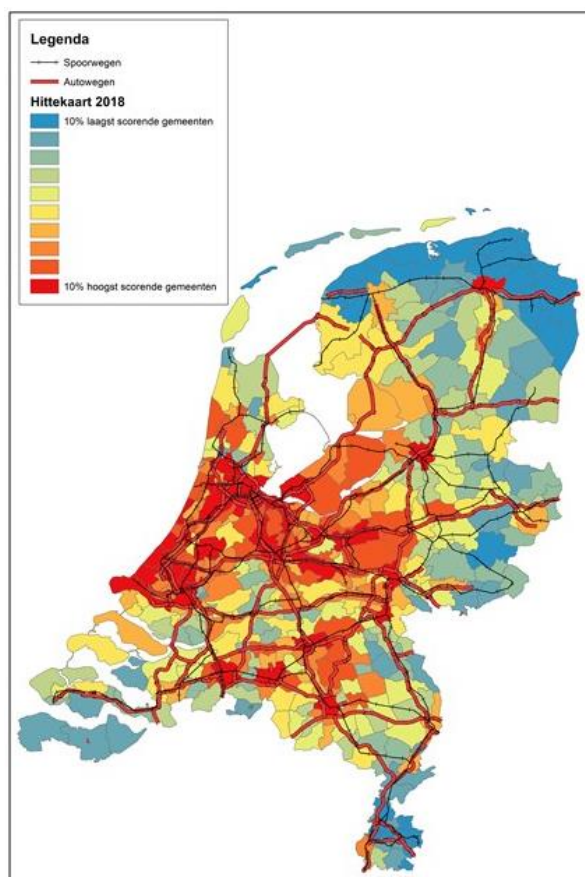 Legenda
Spoorwegen
Autowegen
Hittekaart 2018
10% laagst scorende gemeenten
10% hoogst scorende gemeenten